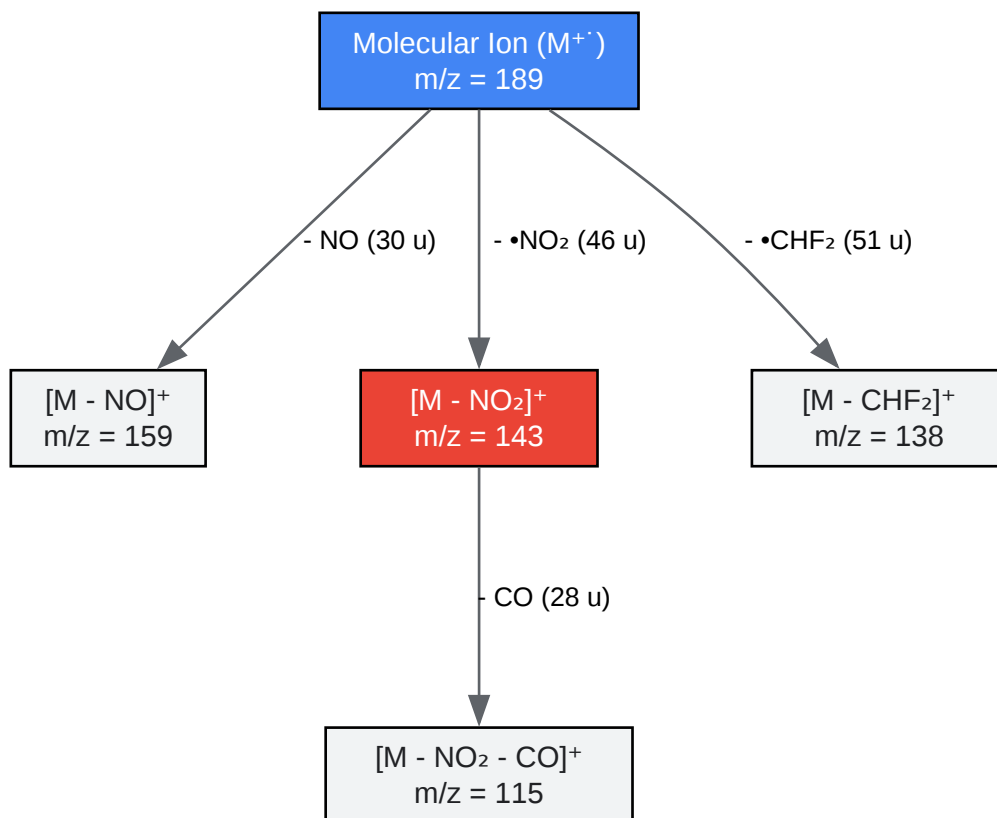 Molecular Ion (M⁺˙)
m/z = 189
- NO (30 u)
- •NO₂ (46 u)
- •CHF₂ (51 u)
[M - NO]⁺
m/z = 159
[M - NO₂]⁺
m/z = 143
[M - CHF₂]⁺
m/z = 138
- CO (28 u)
[M - NO₂ - CO]⁺
m/z = 115